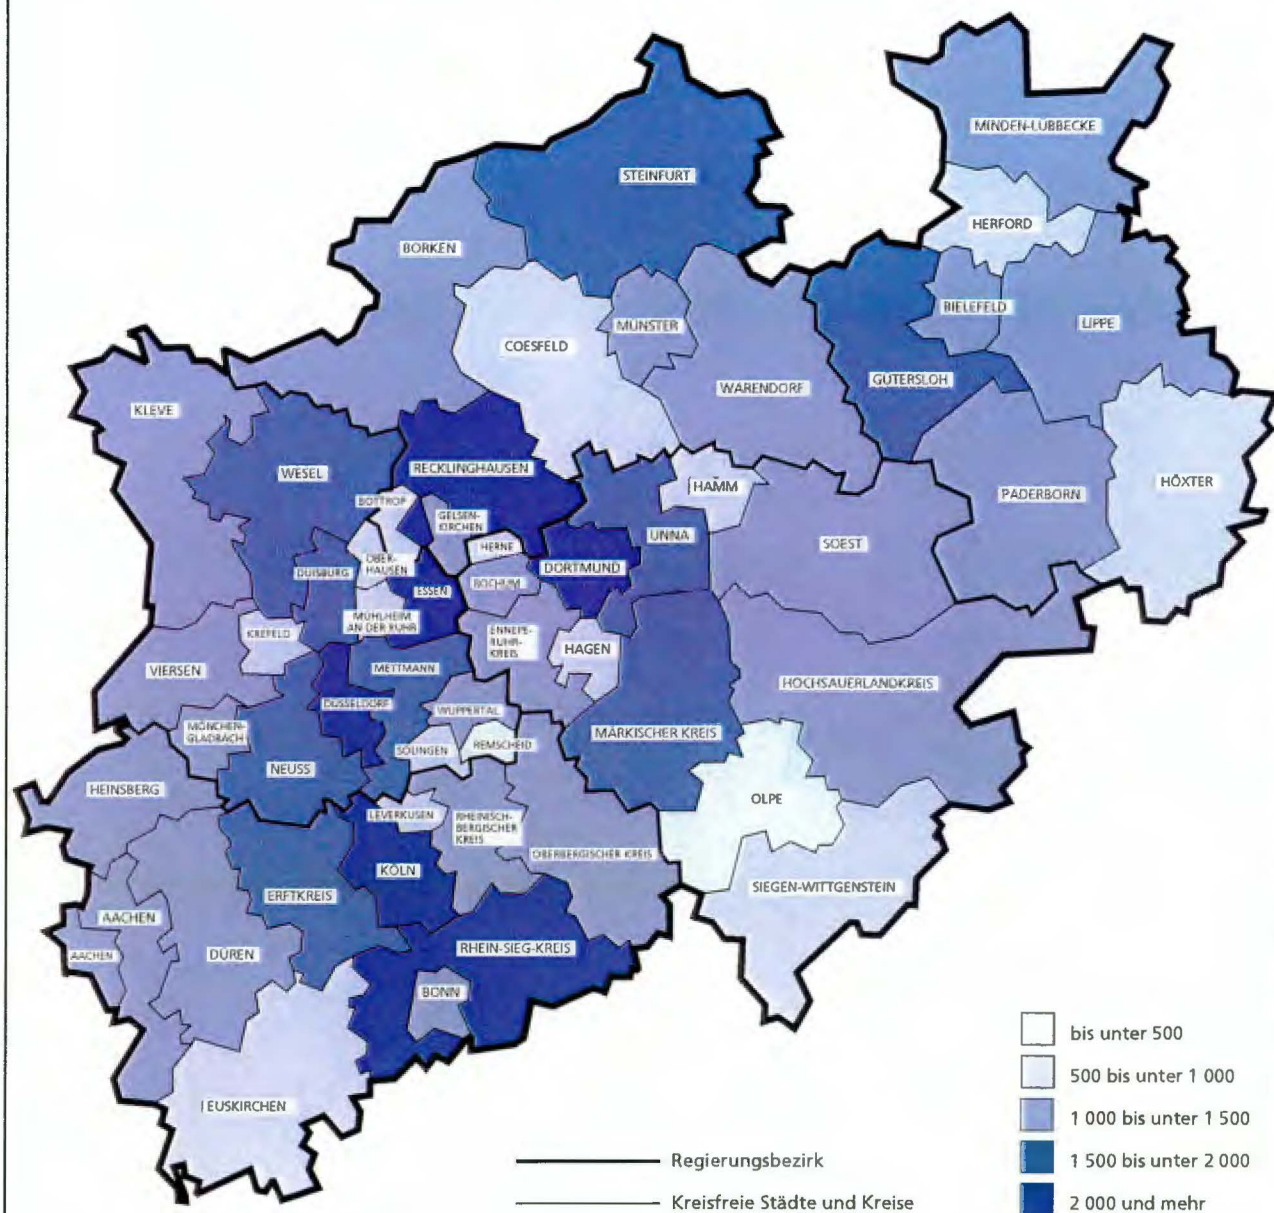 MINDEN-LÜBBECKE
STEINFURT
HERFORD
BORKEN
BIELEFELD
LIPPE
MÜNSTER
COESFELD
GÜTERSLOH
WARENDORF
KLEVE
RECKLINGHAUSEN
WESEL
HÖXTER
HAMM
PADERBORN
BOTTROP
GELSEN-
KIRCHEN
UNNA
SOEST
HERNE
OBER-
HAUSEN
DORTMUND
DUISBURG
BOCHUM
ESSEN
MÜHLHEIM
AN DER RUHR
KREFELD
ENNEPE-
RUHR-
KREIS
HAGEN
VIERSEN
METTMANN
HOCHSAUERLANDKREIS
DÜSSELDORF
WUPPERTAL
MÖNCHEN-
GLADBACH
MÄRKISCHER KREIS
SOLINGEN
REMSCHEID
NEUSS
HEINSBERG
OLPE
LEVERKUSEN
RHEINISCH-
BERGISCHER
KREIS
OBERBERGISCHER KREIS
KÖLN
SIEGEN-WITTGENSTEIN
ERFTKREIS
AACHEN
RHEIN-SIEG-KREIS
AACHEN
DÜREN
BONN
EUSKIRCHEN
bis unter 500
500 bis unter 1 000
1 000 bis unter 1 500
1 500 bis unter 2 000
2 000 und mehr
Regierungsbezirk
Kreisfreie Städte und Kreise